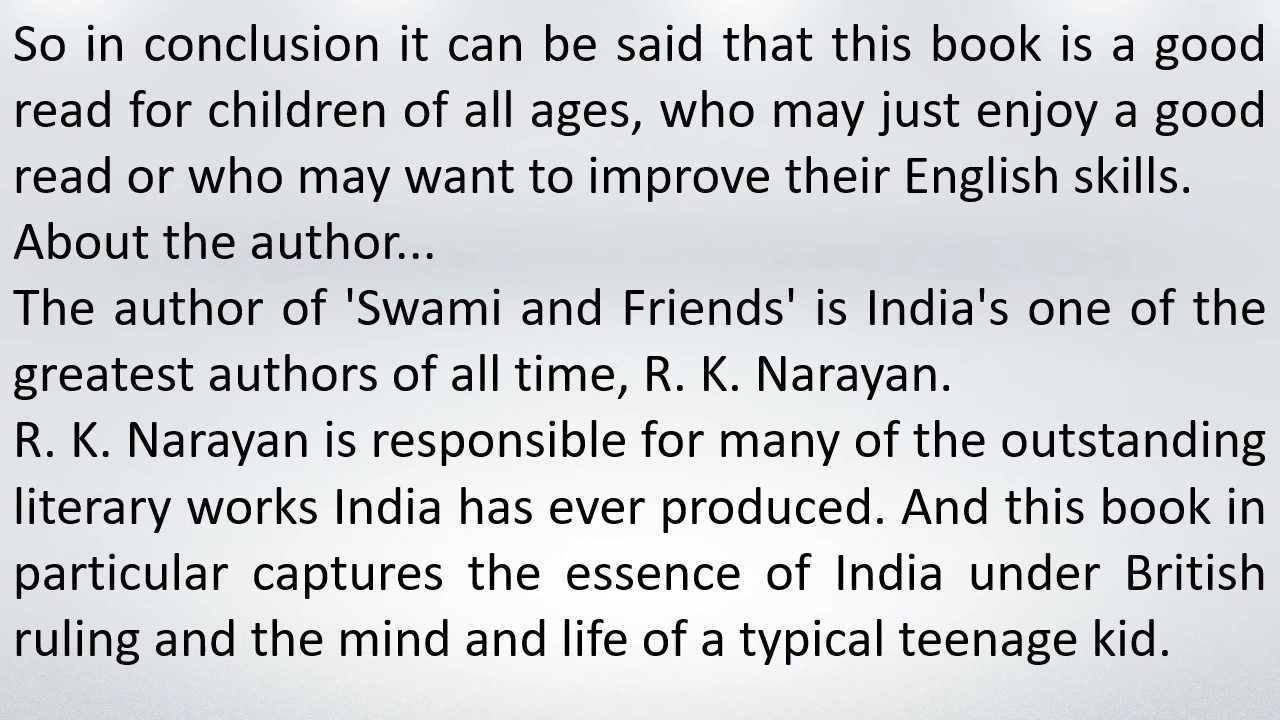 So in conclusion it can be said that this book is a good
read for children of all ages, who may just enjoy a good
read or who may want to improve their English skills.
About the author...
The author of 'Swami and Friends' is India's one of the
greatest authors of all time, R. K. Narayan.
R. K. Narayan is responsible for many of the outstanding
literary works India has ever produced. And this book in
particular captures the essence of India under British
ruling and the mind and life of a typical teenage kid.